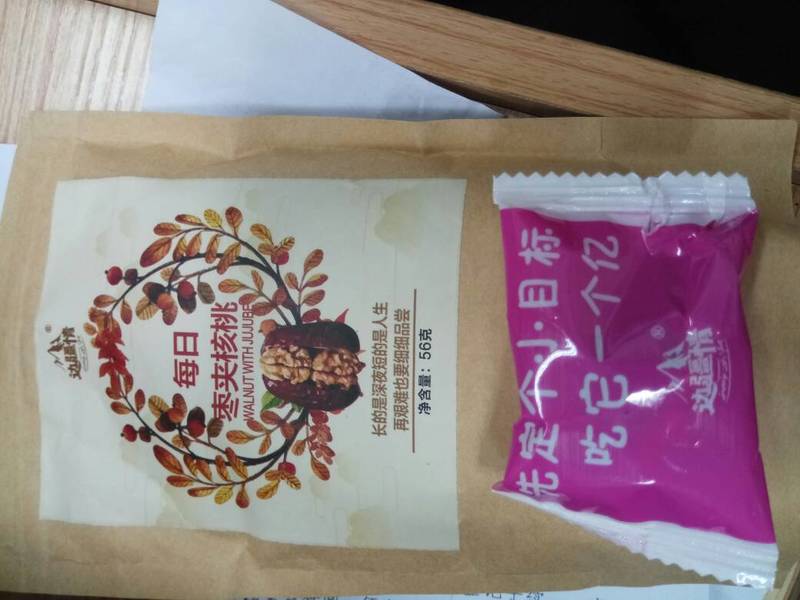 边疆情
®
每日
枣夹核桃
WALNUT WITH JUJUBE
长的是深夜短的是人生
再艰难也要细细品尝
净含量：56克
先定个小·目标
吃它一个亿
®
边疆情